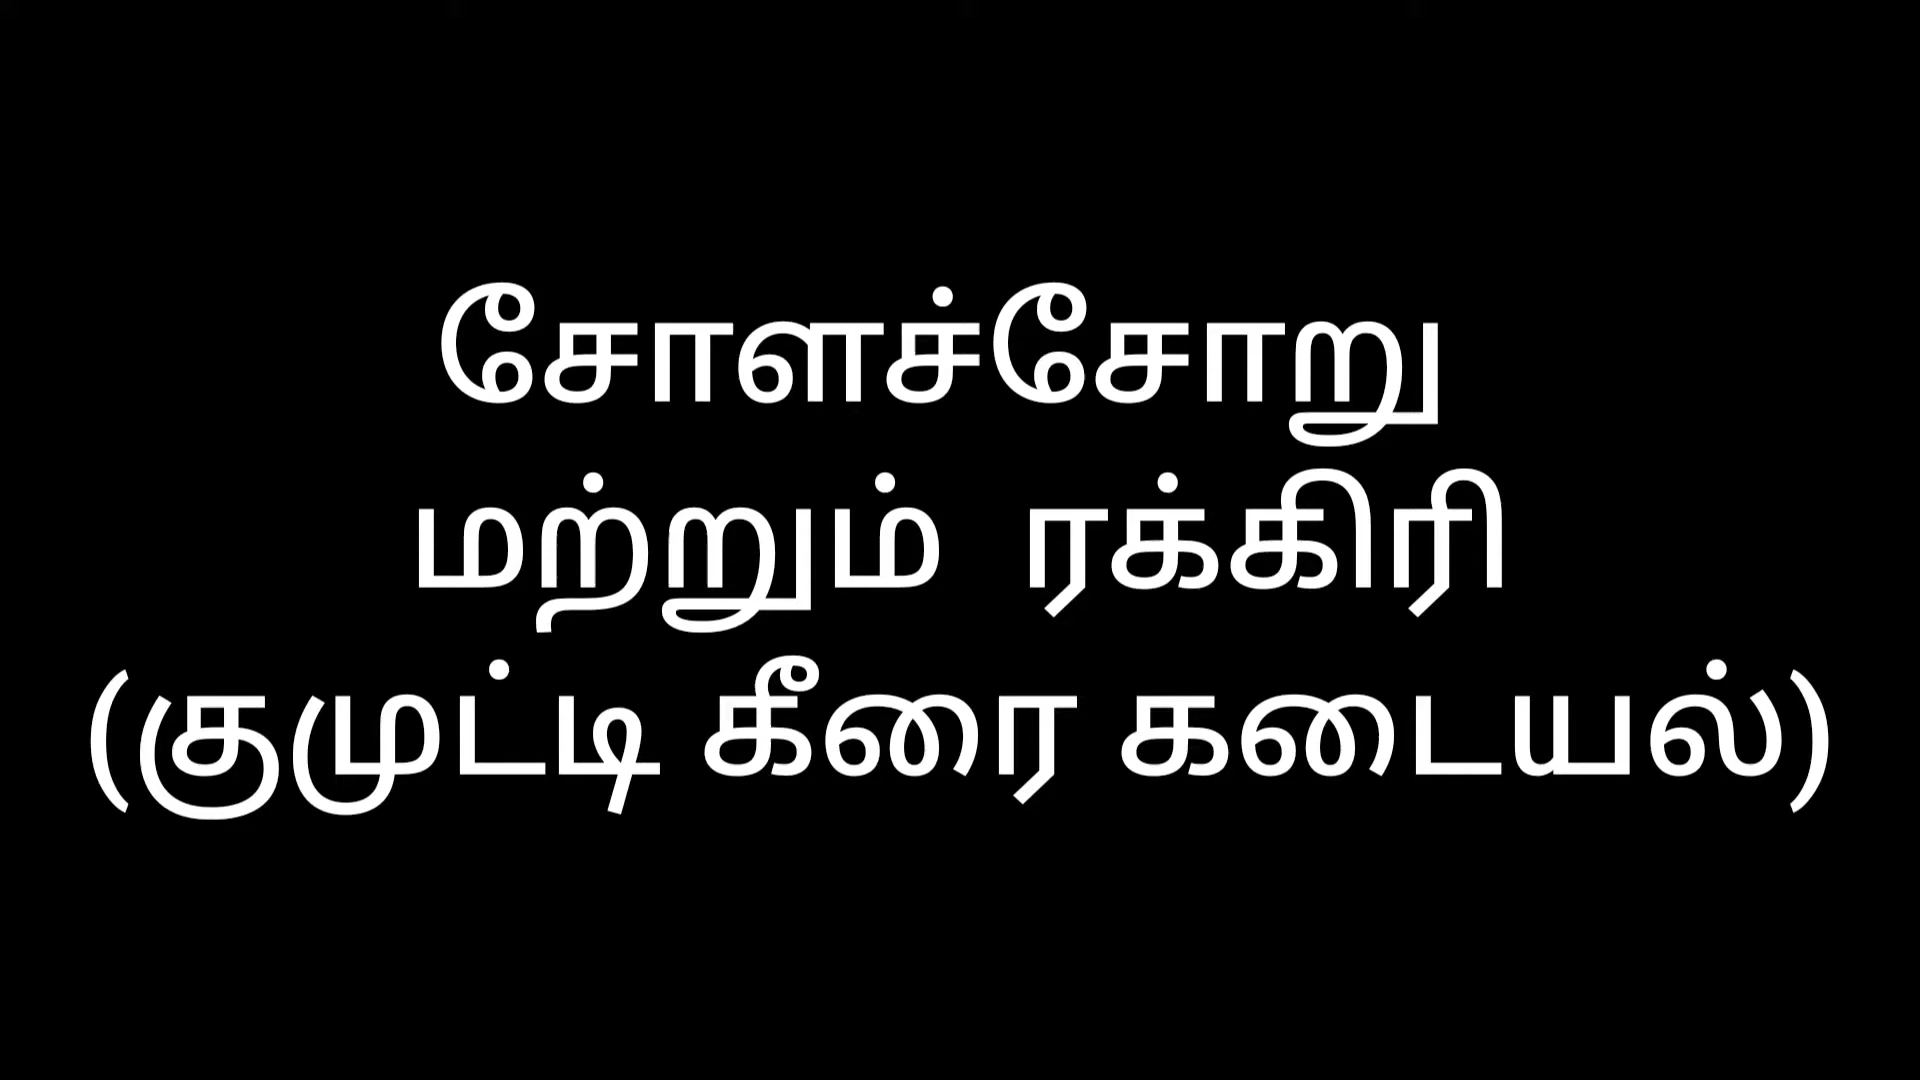 சோளச்சோறு
மற்றும் ரக்கிரி
(குமுட்டி கீரை கடையல்)